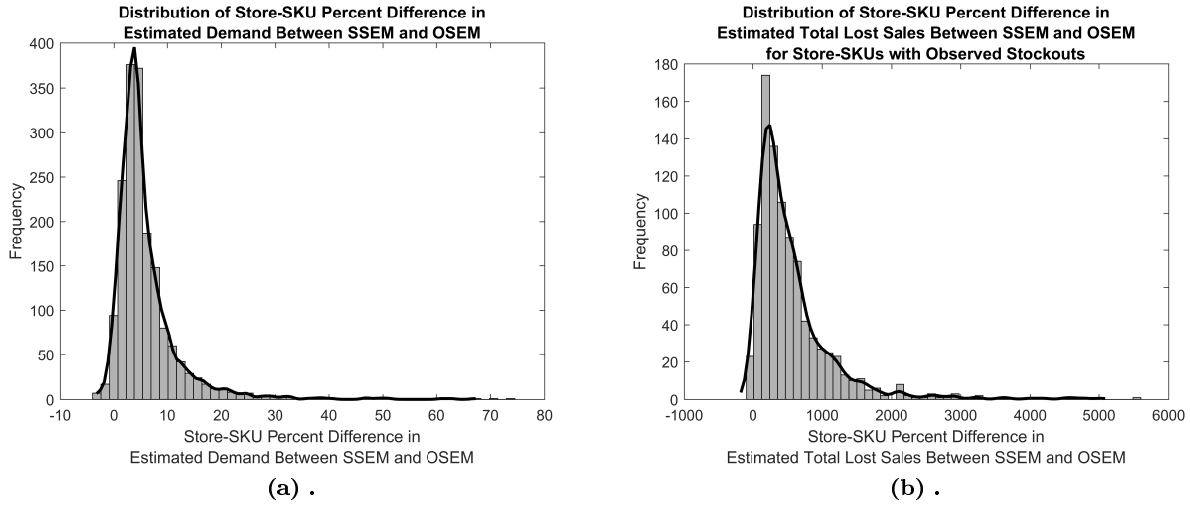 Distribution of Store-SKU Percent Difference in
Estimated Demand Between SSEM and OSEM
400
350
300
250
200
150
100
50
0
Frequency
-10 0 10 20 30 40 50 60 70 80
Store-SKU Percent Difference in
Estimated Demand Between SSEM and OSEM
(a) .
Distribution of Store-SKU Percent Difference in
Estimated Total Lost Sales Between SSEM and OSEM
for Store-SKUs with Observed Stockouts
180
160
140
120
100
80
60
40
20
0
Frequency
-1000 0 1000 2000 3000 4000 5000 6000
Store-SKU Percent Difference in
Estimated Total Lost Sales Between SSEM and OSEM
(b) .